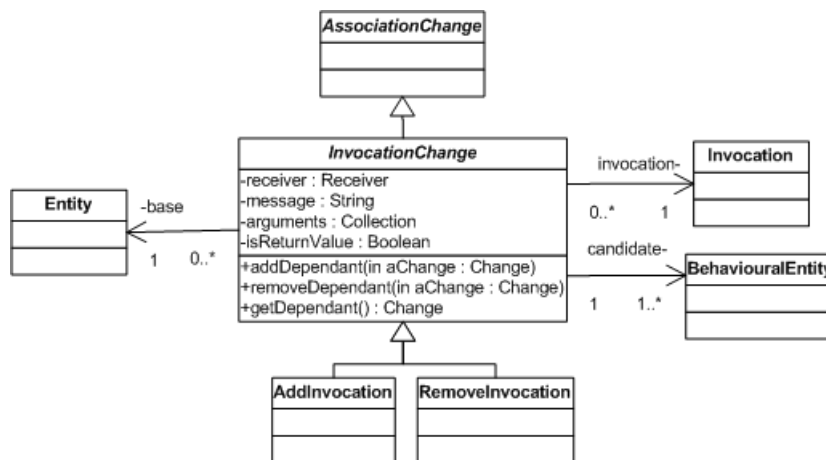 AssociationChange
InvocationChange
-receiver : Receiver
-message : String
-arguments : Collection
-isReturnValue : Boolean
+addDependant(in aChange : Change)
+removeDependant(in aChange : Change)
+getDependant() : Change
Entity
-base
1
0..*
invocation-
0..*
1
Invocation
candidate-
1
1..*
BehaviouralEntity
AddInvocation
RemoveInvocation